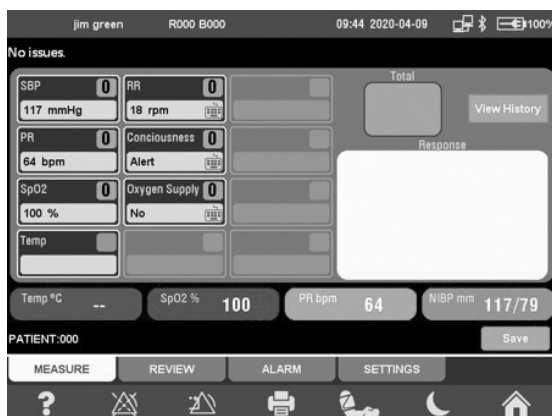 jim green R000 B000 09:44 2020-04-09 100%
No issues.
SBP 0 RR 0 Total
117 mmHg 18 rpm View History
PR 0 Conciousness 0 Response
64 bpm Alert
SpO2 0 Oxygen Supply 0
100 % No
Temp
Temp ºC -- SpO2 % 100 PR bpm 64 NIBP mm 117/79
PATIENT:000 Save
MEASURE REVIEW ALARM SETTINGS
?